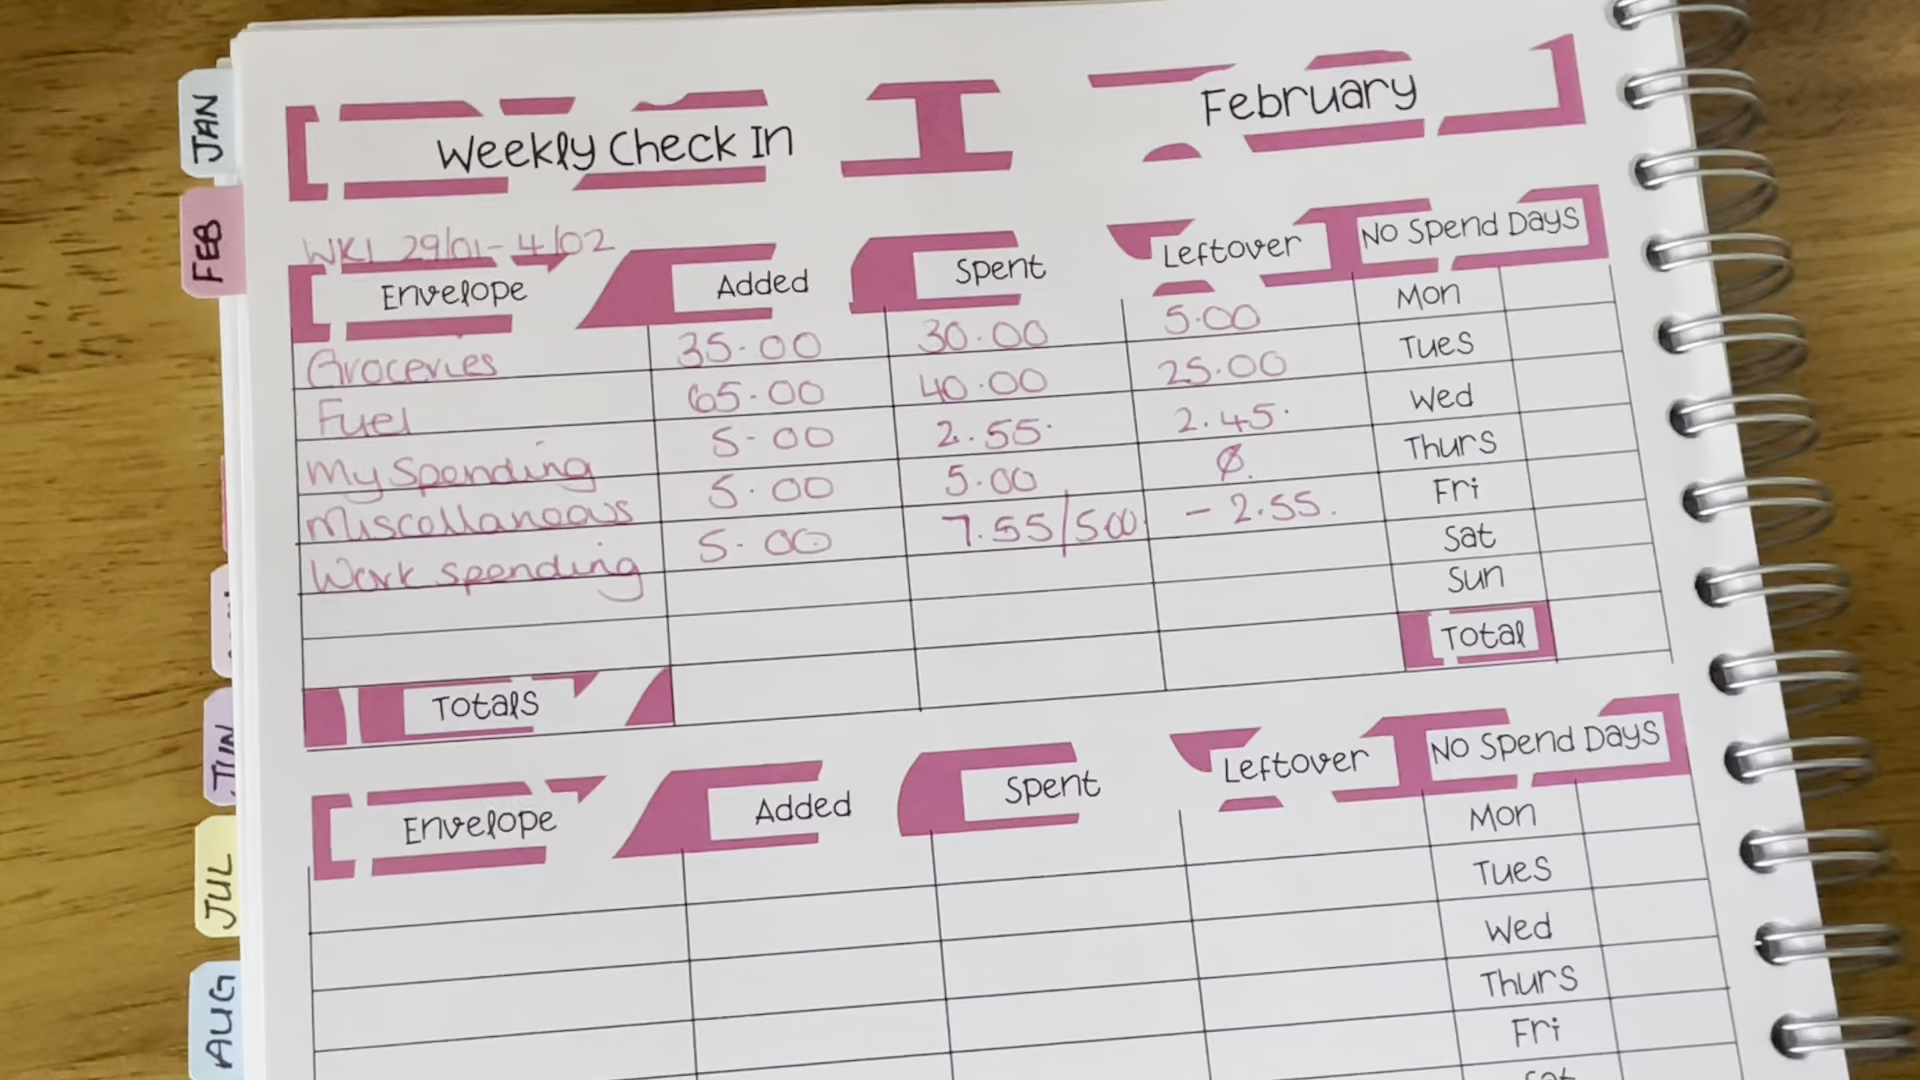 JAN
FEB
JUN
JUL
AUG
Weekly Check In
February
WK1 29/01 - 4/02
Envelope Added Spent Leftover No Spend Days
Groceries 35.00 30.00 5.00 Mon
Fuel 65.00 40.00 25.00 Tues
My Spending 5.00 2.55 2.45 Wed
Miscellaneous 5.00 5.00 Ø Thurs
Work spending 5.00 7.55/500 - 2.55 Fri
Sat
Sun
Total
Totals
Envelope Added Spent Leftover No Spend Days
Mon
Tues
Wed
Thurs
Fri